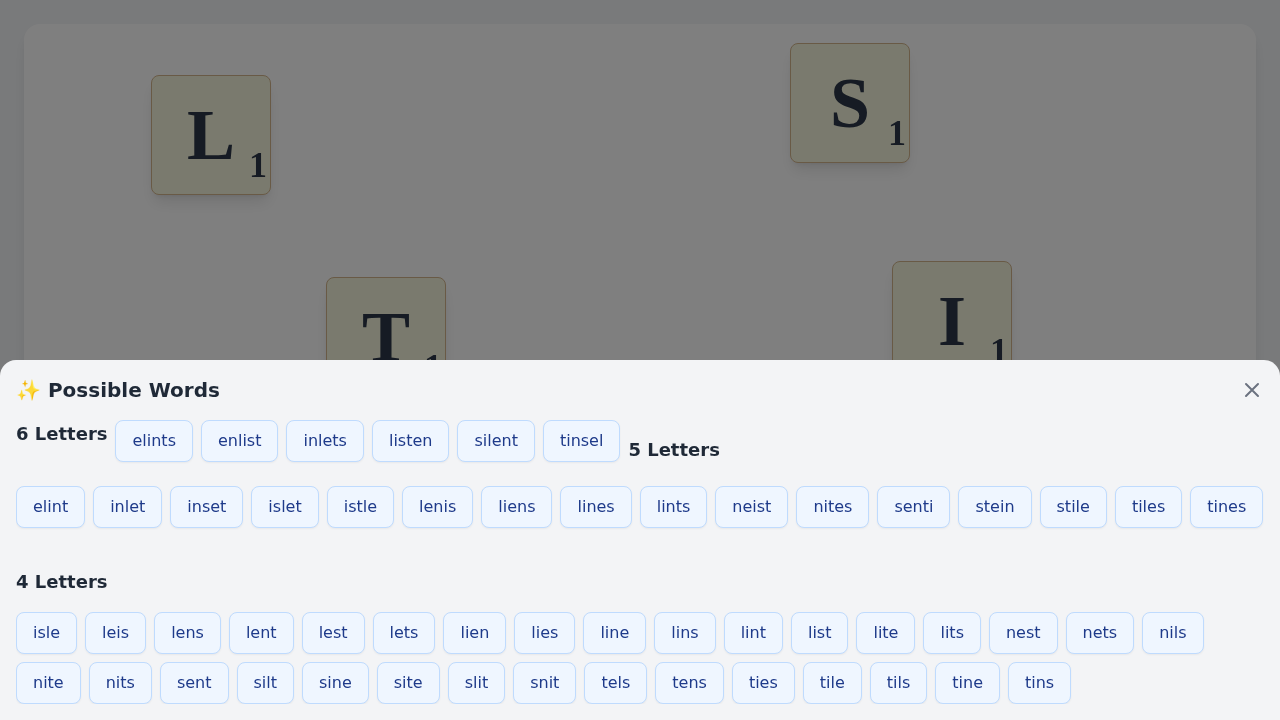 L 1
S 1
T
I 1
✨ Possible Words
6 Letters elints enlist inlets listen silent tinsel 5 Letters
elint inlet inset islet istle lenis liens lines lints neist nites senti stein stile tiles tines
4 Letters
isle leis lens lent lest lets lien lies line lins lint list lite lits nest nets nils
nite nits sent silt sine site slit snit tels tens ties tile tils tine tins